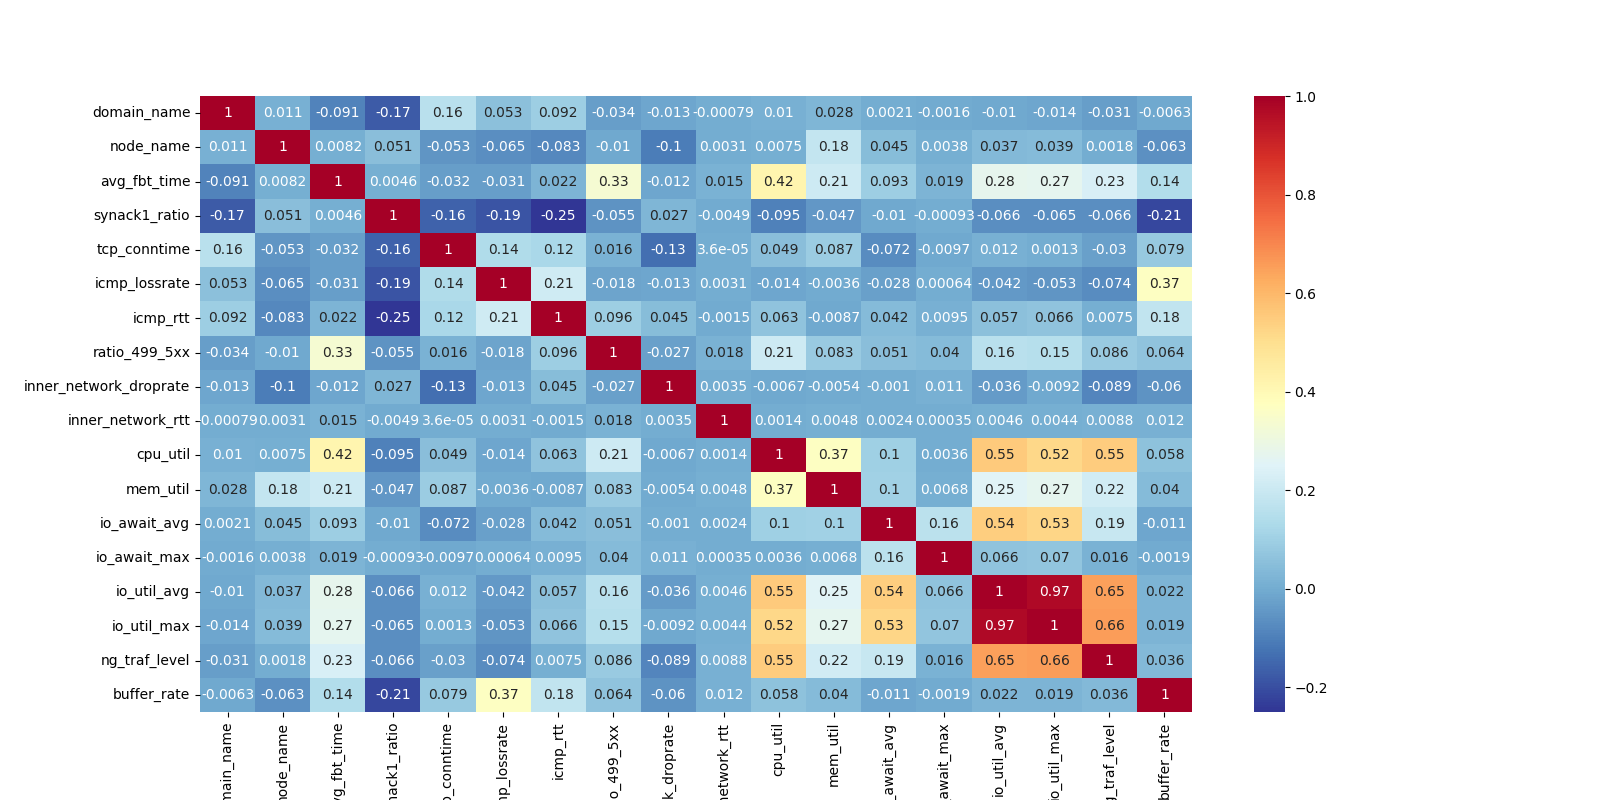 domain_name 1 0.011 -0.091 -0.17 0.16 0.053 0.092 -0.034 -0.013 -0.00079 0.01 0.028 0.0021 -0.0016 -0.01 -0.014 -0.031 -0.0063
node_name 0.011 1 0.0082 0.051 -0.053 -0.065 -0.083 -0.01 -0.1 0.0031 0.0075 0.18 0.045 0.0038 0.037 0.039 0.0018 -0.063
avg_fbt_time -0.091 0.0082 1 0.0046 -0.032 -0.031 0.022 0.33 -0.012 0.015 0.42 0.21 0.093 0.019 0.28 0.27 0.23 0.14
synack1_ratio -0.17 0.051 0.0046 1 -0.16 -0.19 -0.25 -0.055 0.027 -0.0049 -0.095 -0.047 -0.01 -0.00093 -0.066 -0.065 -0.066 -0.21
tcp_conntime 0.16 -0.053 -0.032 -0.16 1 0.14 0.12 0.016 -0.13 3.6e-05 0.049 0.087 -0.072 -0.0097 0.012 0.0013 -0.03 0.079
icmp_lossrate 0.053 -0.065 -0.031 -0.19 0.14 1 0.21 -0.018 -0.013 0.0031 -0.014 -0.0036 -0.028 0.00064 -0.042 -0.053 -0.074 0.37
icmp_rtt 0.092 -0.083 0.022 -0.25 0.12 0.21 1 0.096 0.045 -0.0015 0.063 -0.0087 0.042 0.0095 0.057 0.066 0.0075 0.18
ratio_499_5xx -0.034 -0.01 0.33 -0.055 0.016 -0.018 0.096 1 -0.027 0.018 0.21 0.083 0.051 0.04 0.16 0.15 0.086 0.064
inner_network_droprate -0.013 -0.1 -0.012 0.027 -0.13 -0.013 0.045 -0.027 1 0.0035 -0.0067 -0.0054 -0.001 0.011 -0.036 -0.0092 -0.089 -0.06
inner_network_rtt -0.00079 0.0031 0.015 -0.0049 3.6e-05 0.0031 -0.0015 0.018 0.0035 1 0.0014 0.0048 0.0024 0.00035 0.0046 0.0044 0.0088 0.012
cpu_util 0.01 0.0075 0.42 -0.095 0.049 -0.014 0.063 0.21 -0.0067 0.0014 1 0.37 0.1 0.0036 0.55 0.52 0.55 0.058
mem_util 0.028 0.18 0.21 -0.047 0.087 -0.0036 -0.0087 0.083 -0.0054 0.0048 0.37 1 0.1 0.0068 0.25 0.27 0.22 0.04
io_await_avg 0.0021 0.045 0.093 -0.01 -0.072 -0.028 0.042 0.051 -0.001 0.0024 0.1 0.1 1 0.16 0.54 0.53 0.19 -0.011
io_await_max -0.0016 0.0038 0.019 -0.00093 -0.0097 0.00064 0.0095 0.04 0.011 0.00035 0.0036 0.0068 0.16 1 0.066 0.07 0.016 -0.0019
io_util_avg -0.01 0.037 0.28 -0.066 0.012 -0.042 0.057 0.16 -0.036 0.0046 0.55 0.25 0.54 0.066 1 0.97 0.65 0.022
io_util_max -0.014 0.039 0.27 -0.065 0.0013 -0.053 0.066 0.15 -0.0092 0.0044 0.52 0.27 0.53 0.07 0.97 1 0.66 0.019
ng_traf_level -0.031 0.0018 0.23 -0.066 -0.03 -0.074 0.0075 0.086 -0.089 0.0088 0.55 0.22 0.19 0.016 0.65 0.66 1 0.036
buffer_rate -0.0063 -0.063 0.14 -0.21 0.079 0.37 0.18 0.064 -0.06 0.012 0.058 0.04 -0.011 -0.0019 0.022 0.019 0.036 1
main_name
node_name
vg_fbt_time
nack1_ratio
p_conntime
mp_lossrate
icmp_rtt
o_499_5xx
k_droprate
network_rtt
cpu_util
mem_util
_await_avg
_await_max
io_util_avg
io_util_max
g_traf_level
buffer_rate
1.0
0.8
0.6
0.4
0.2
0.0
−0.2